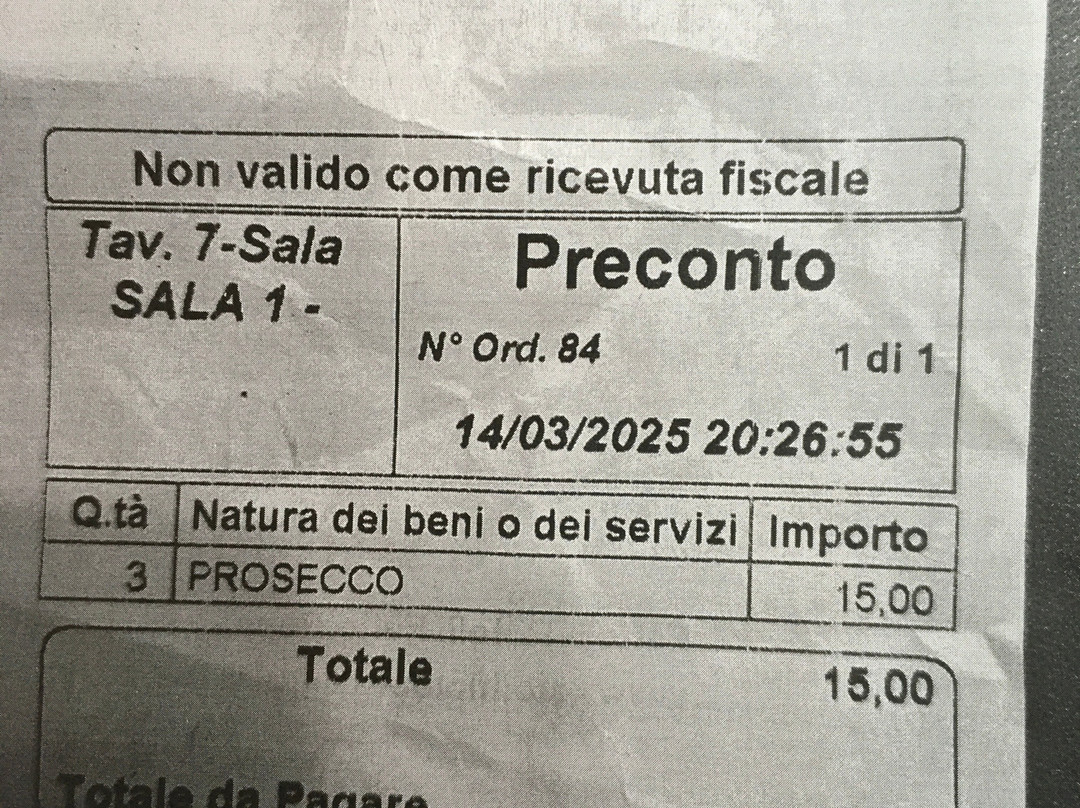 Non valido come ricevuta fiscale
Tav. 7-Sala
SALA 1 -
Preconto
N° Ord. 84 1 di 1
14/03/2025 20:26:55
Q.tà Natura dei beni o dei servizi Importo
3 PROSECCO 15,00
Totale 15,00
Totale da Pagare